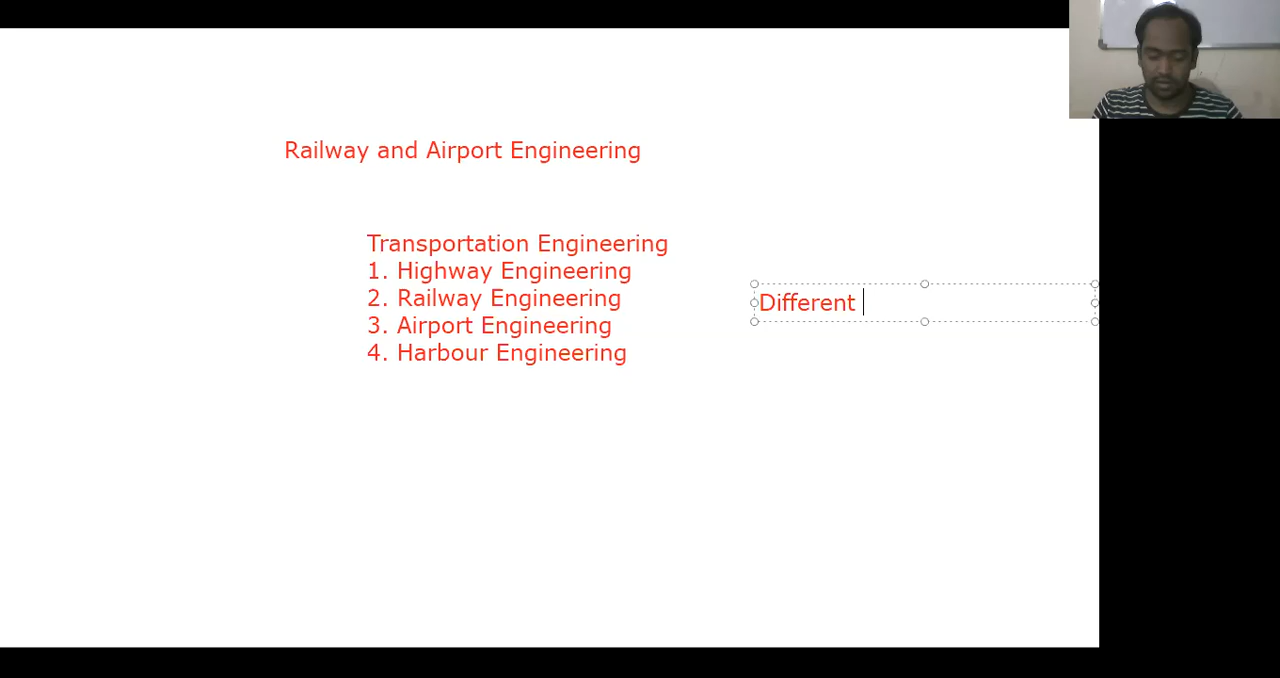 Railway and Airport Engineering
Transportation Engineering
1. Highway Engineering
2. Railway Engineering
3. Airport Engineering
4. Harbour Engineering
Different